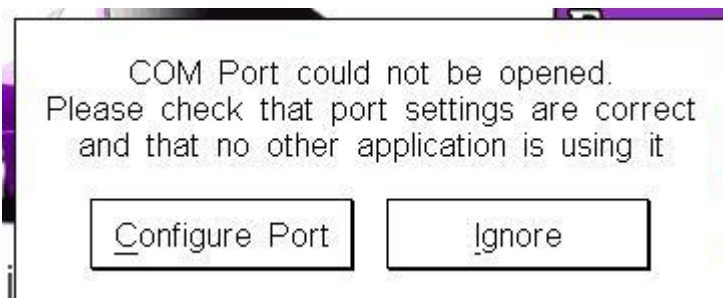 COM Port could not be opened.
Please check that port settings are correct
and that no other application is using it
Configure Port
Ignore